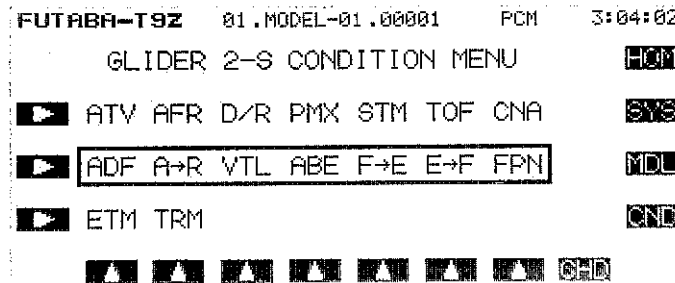 FUTABA-T9Z 01.MODEL-01.00001 PCM 3:04:02
GLIDER 2-S CONDITION MENU HOM
ATV AFR D/R PMX STM TOF CNA SYS
ADF A→R VTL ABE F→E E→F FPN MDL
ETM TRM CND
CHD